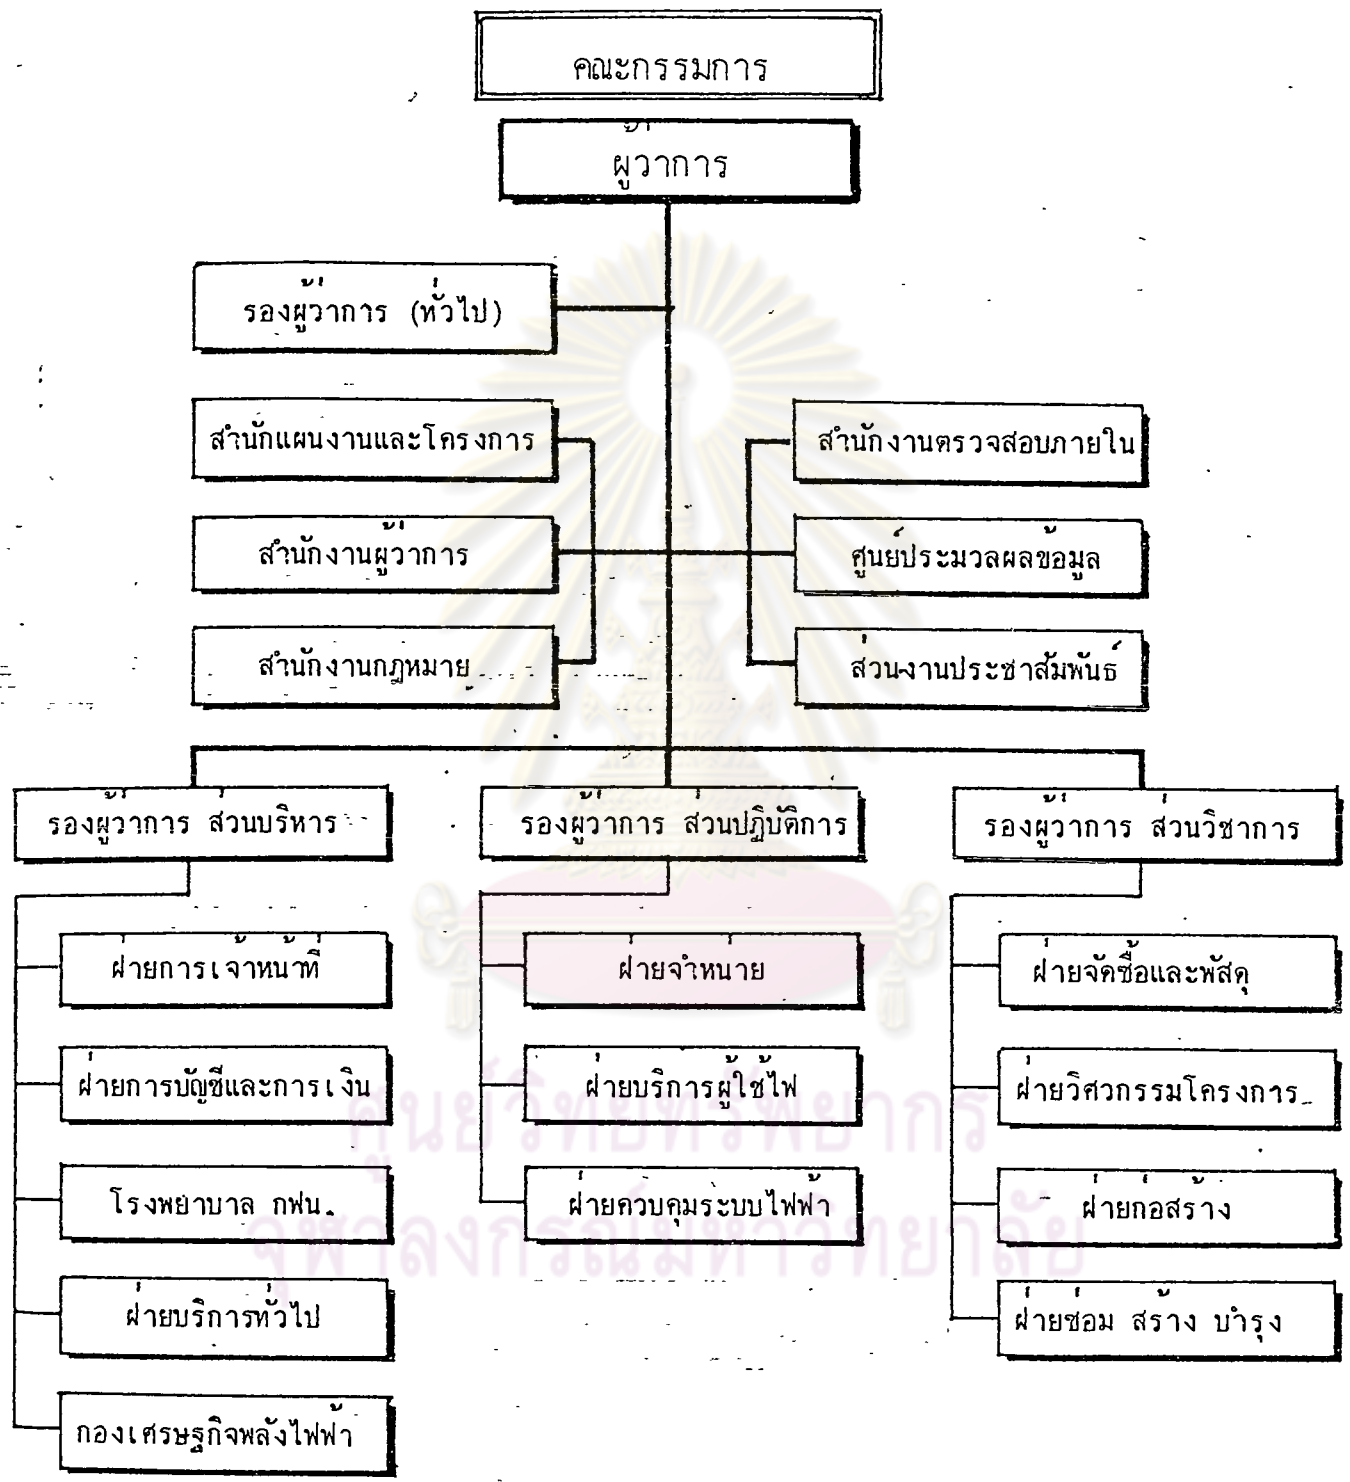 คณะกรรมการ
ผู้ว่าการ
รองผู้ว่าการ (ทั่วไป)
สำนักแผนงานและโครงการ
สำนักงานตรวจสอบภายใน
สำนักงานผู้ว่าการ
ศูนย์ประมวลผลข้อมูล
สำนักงานกฎหมาย
ส่วนงานประชาสัมพันธ์
รองผู้ว่าการ ส่วนบริหาร
รองผู้ว่าการ ส่วนปฏิบัติการ
รองผู้ว่าการ ส่วนวิชาการ
ฝ่ายการเจ้าหน้าที่
ฝ่ายจำหน่าย
ฝ่ายจัดซื้อและพัสดุ
ฝ่ายการบัญชีและการเงิน
ฝ่ายบริการผู้ใช้ไฟ
ฝ่ายวิศวกรรมโครงการ
ศูนย์วิทยทรัพยากร
โรงพยาบาล กฟน.
ฝ่ายควบคุมระบบไฟฟ้า
ฝ่ายก่อสร้าง
จุฬาลงกรณ์มหาวิทยาลัย
ฝ่ายบริการทั่วไป
ฝ่ายซ่อม สร้าง บำรุง
กองเศรษฐกิจพลังไฟฟ้า